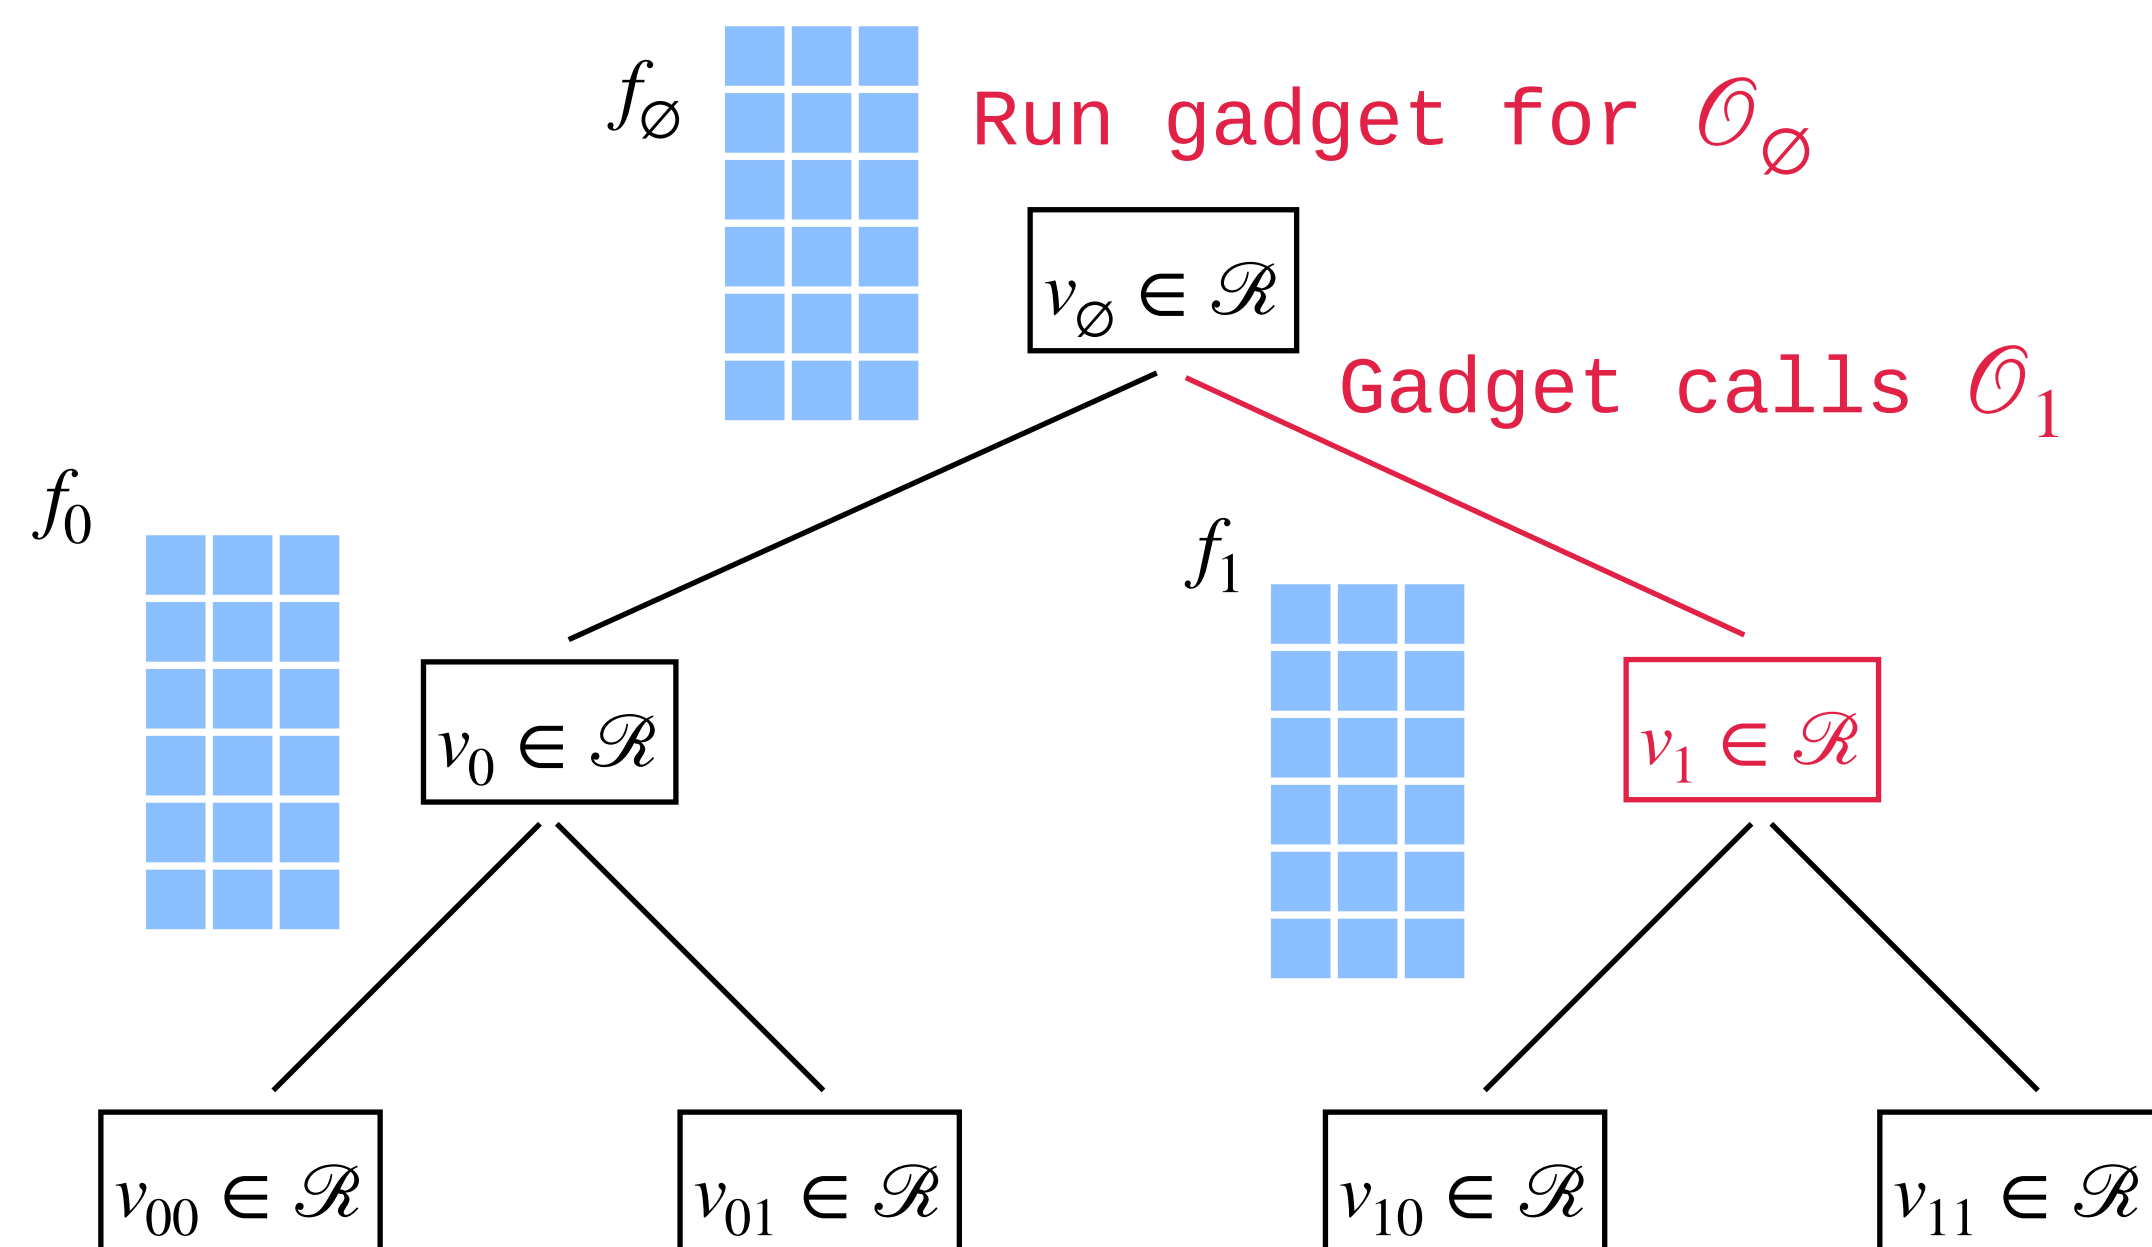 f∅
Run gadget for 𝒪∅
v∅ ∈ ℛ
Gadget calls 𝒪1
f0
f1
v0 ∈ ℛ
v1 ∈ ℛ
v00 ∈ ℛ
v01 ∈ ℛ
v10 ∈ ℛ
v11 ∈ ℛ